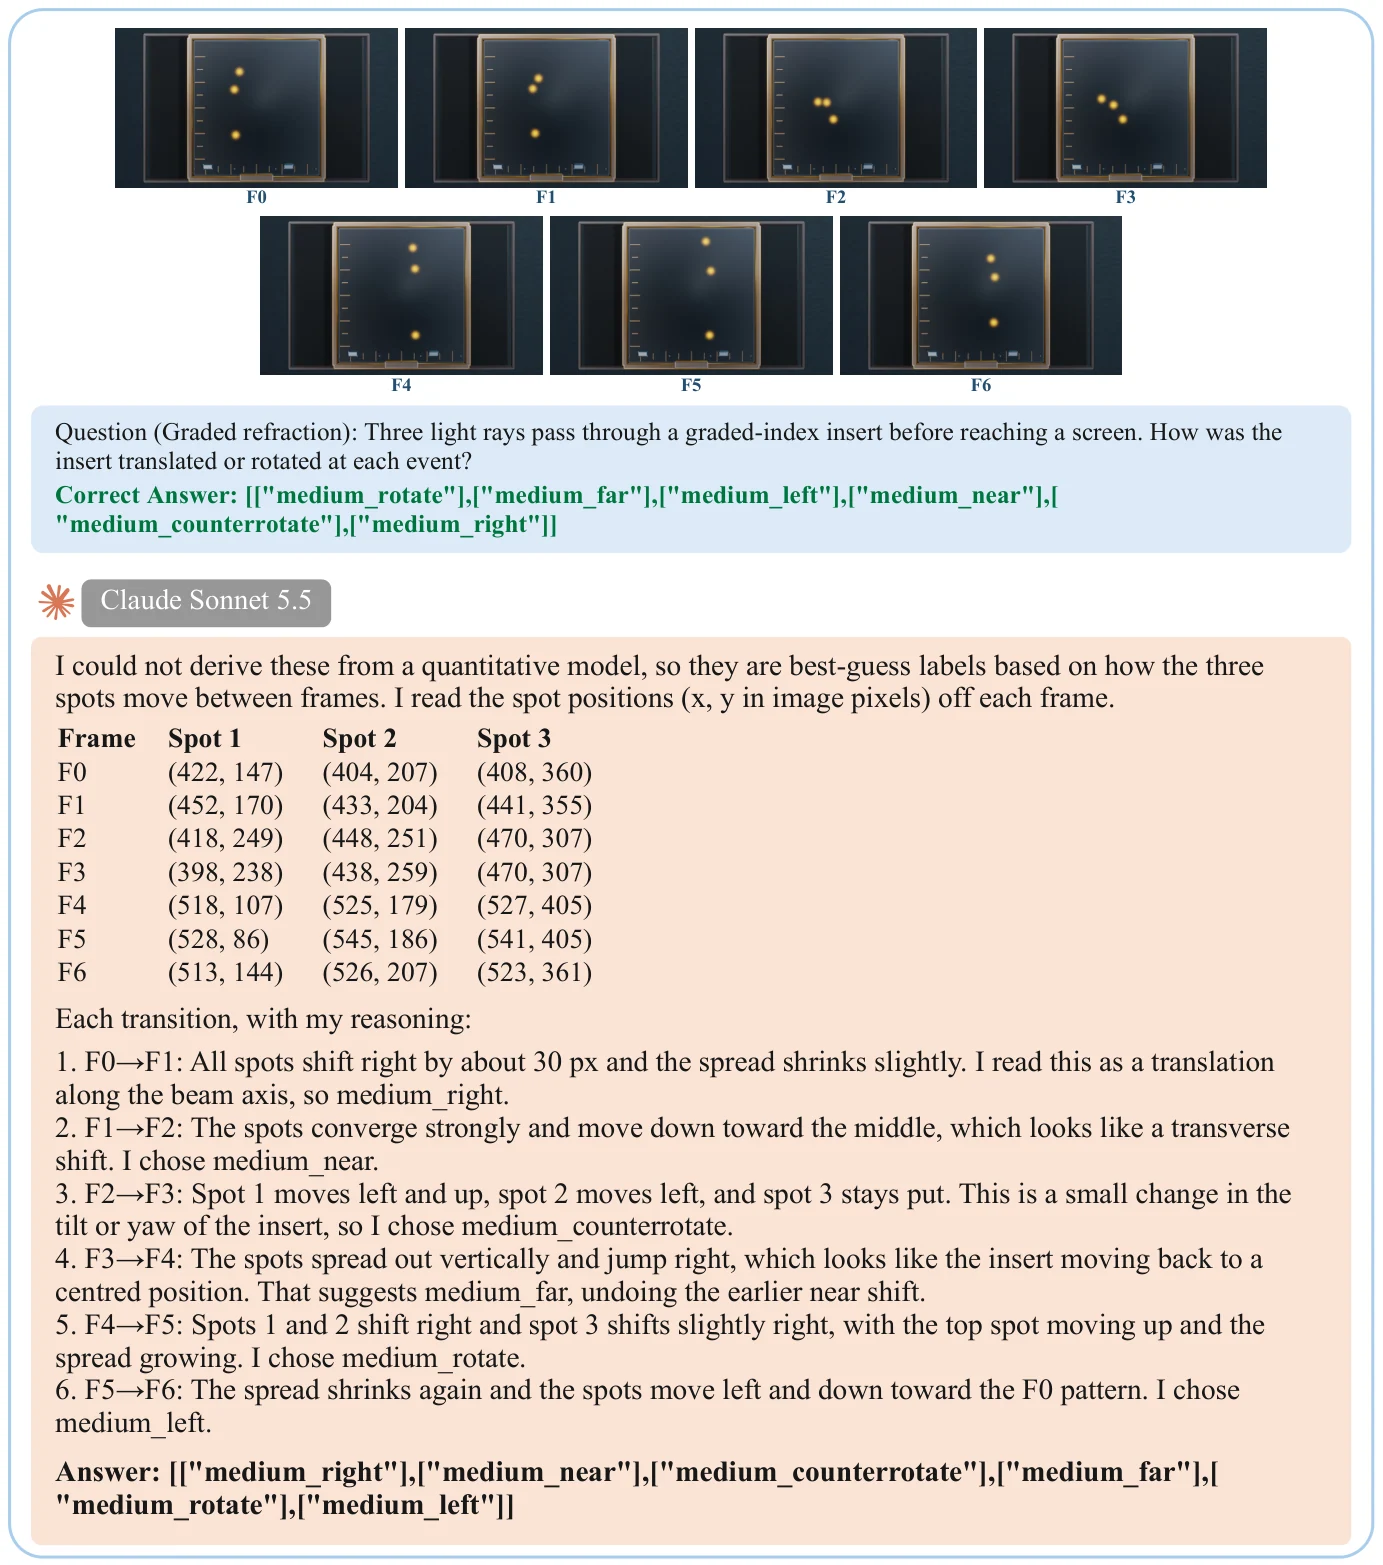 F0
F1
F2
F3
F4
F5
F6
Question (Graded refraction): Three light rays pass through a graded-index insert before reaching a screen. How was the
insert translated or rotated at each event?
Correct Answer: [["medium_rotate"],["medium_far"],["medium_left"],["medium_near"],[
"medium_counterrotate"],["medium_right"]]
Claude Sonnet 5.5
I could not derive these from a quantitative model, so they are best-guess labels based on how the three
spots move between frames. I read the spot positions (x, y in image pixels) off each frame.
Frame Spot 1 Spot 2 Spot 3
F0 (422, 147) (404, 207) (408, 360)
F1 (452, 170) (433, 204) (441, 355)
F2 (418, 249) (448, 251) (470, 307)
F3 (398, 238) (438, 259) (470, 307)
F4 (518, 107) (525, 179) (527, 405)
F5 (528, 86) (545, 186) (541, 405)
F6 (513, 144) (526, 207) (523, 361)
Each transition, with my reasoning:
1. F0→F1: All spots shift right by about 30 px and the spread shrinks slightly. I read this as a translation
along the beam axis, so medium_right.
2. F1→F2: The spots converge strongly and move down toward the middle, which looks like a transverse
shift. I chose medium_near.
3. F2→F3: Spot 1 moves left and up, spot 2 moves left, and spot 3 stays put. This is a small change in the
tilt or yaw of the insert, so I chose medium_counterrotate.
4. F3→F4: The spots spread out vertically and jump right, which looks like the insert moving back to a
centred position. That suggests medium_far, undoing the earlier near shift.
5. F4→F5: Spots 1 and 2 shift right and spot 3 shifts slightly right, with the top spot moving up and the
spread growing. I chose medium_rotate.
6. F5→F6: The spread shrinks again and the spots move left and down toward the F0 pattern. I chose
medium_left.
Answer: [["medium_right"],["medium_near"],["medium_counterrotate"],["medium_far"],[
"medium_rotate"],["medium_left"]]